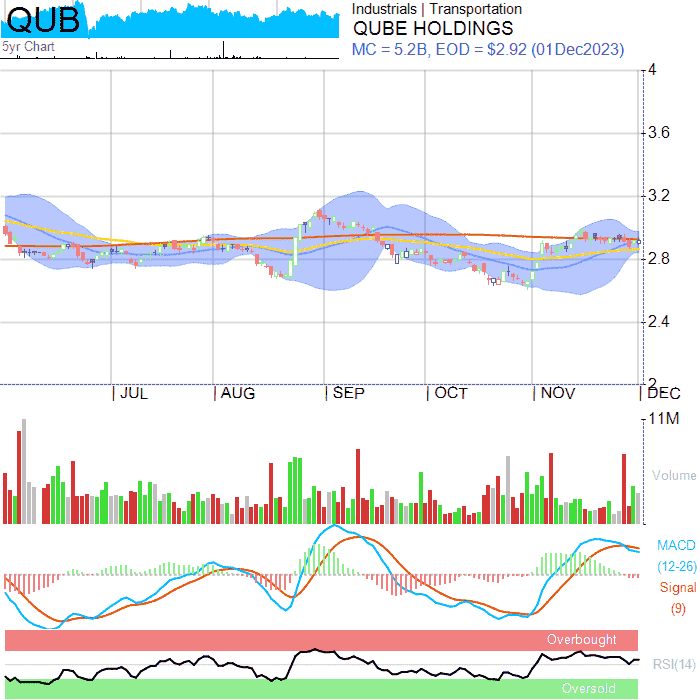 QUB
5yr Chart
Industrials | Transportation
QUBE HOLDINGS
MC = 5.2B, EOD = $2.92 (01Dec2023)
4
3.6
3.2
2.8
2.4
2
| JUL | AUG | SEP | OCT | NOV | DEC
11M
Volume
MACD
(12-26)
Signal
(9)
Overbought
RSI(14)
Oversold